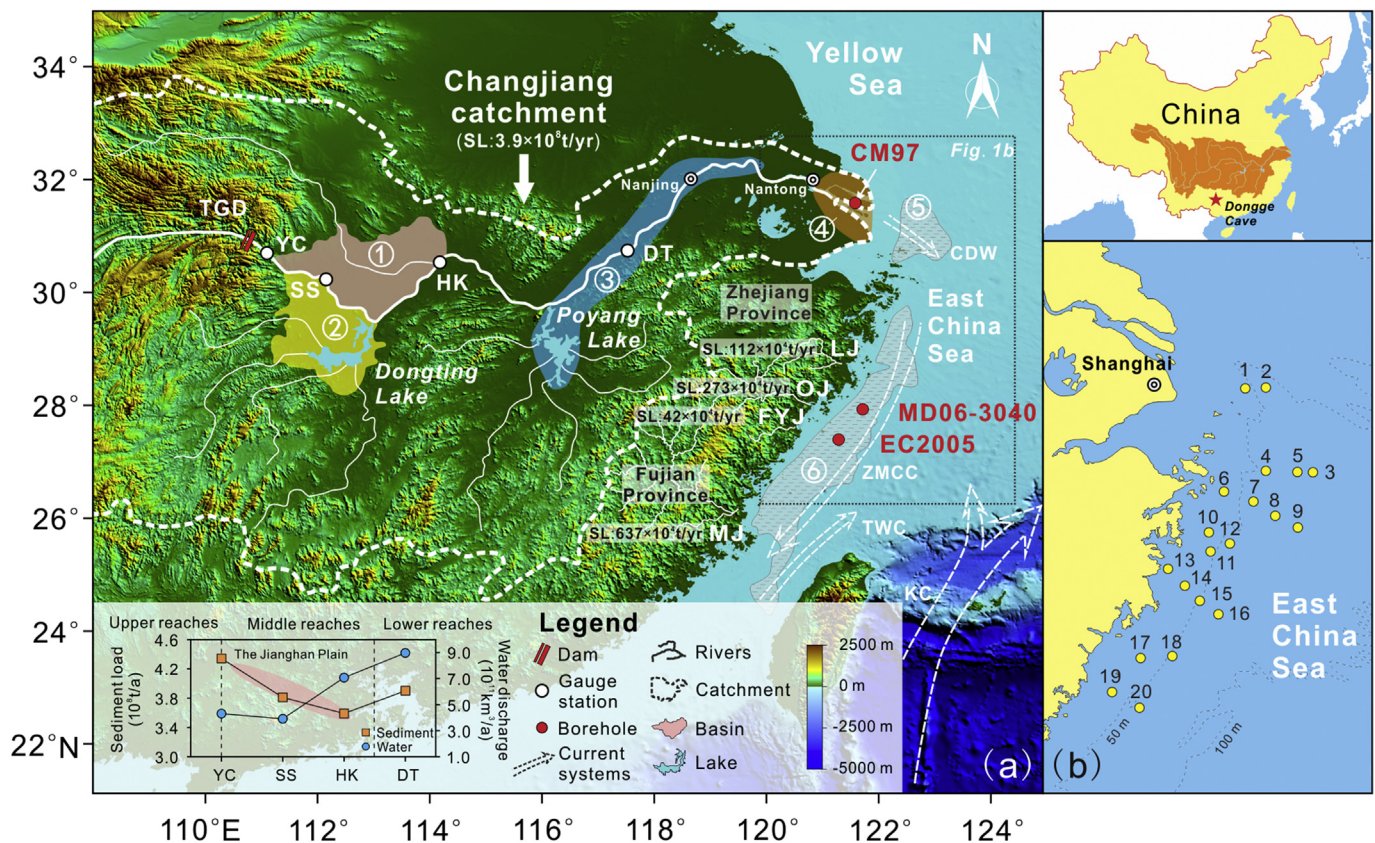 34°
32°
30°
28°
26°
24°
22°N
110°E
112°
114°
116°
118°
120°
122°
124°
Changjiang
catchment
(SL:3.9×10⁸t/yr)
Yellow
Sea
N
Fig. 1b
CM97
Nanjing
Nantong
TGD
YC
①
SS
HK
②
③
DT
④
⑤
CDW
Poyang
Lake
Dongting
Lake
Zhejiang
Province
East
China
Sea
SL:112×10⁴t/yr
LJ
SL:273×10⁴t/yr
OJ
SL:42×10⁴t/yr
FYJ
MD06-3040
EC2005
⑥
ZMCC
Fujian
Province
SL:637×10⁴t/yr
MJ
TWC
KC
Upper reaches
Middle reaches
Lower reaches
The Jianghan Plain
Sediment load
(10⁸t/a)
4.6
4.2
3.8
3.4
3.0
Water discharge
(10¹¹km³/a)
9.0
7.0
5.0
3.0
1.0
Sediment
Water
YC
SS
HK
DT
Legend
Dam
Rivers
Gauge
station
Catchment
Borehole
Basin
Current
systems
Lake
2500 m
0 m
-2500 m
-5000 m
(a)
China
Dongge
Cave
Shanghai
1
2
3
4
5
6
7
8
9
10
11
12
13
14
15
16
17
18
19
20
East
China
Sea
50 m
100 m
(b)